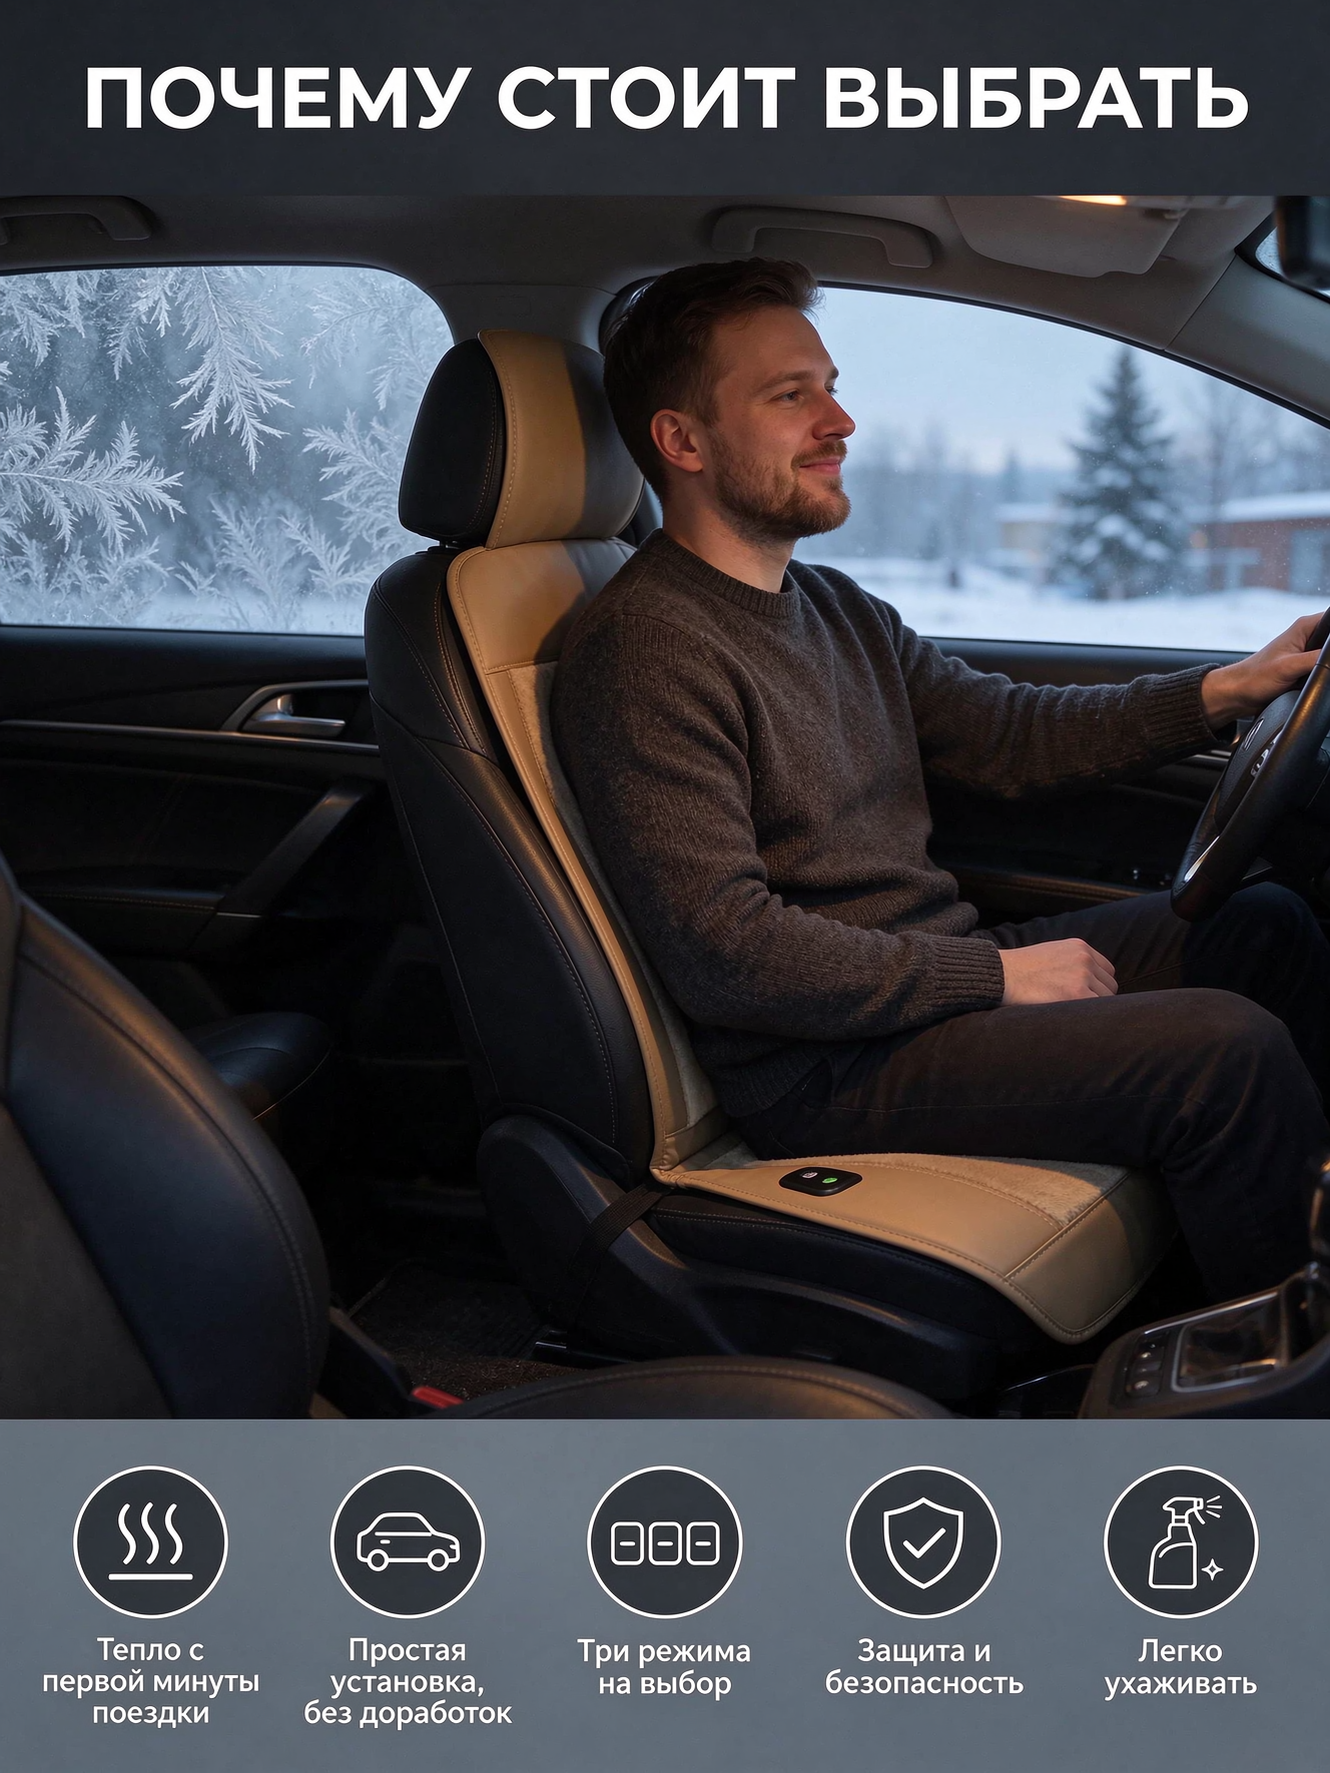 ПОЧЕМУ СТОИТ ВЫБРАТЬ
Тепло с
первой минуты
поездки
Простая
установка,
без доработок
Три режима
на выбор
Защита и
безопасность
Легко
ухаживать